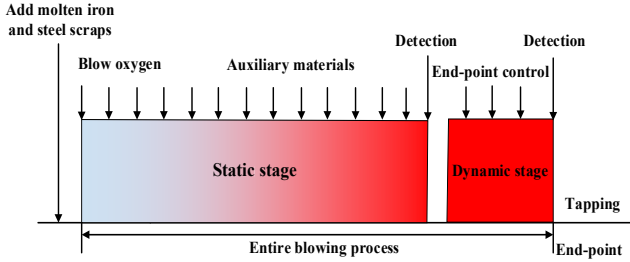 Add molten iron
and steel scraps
Detection
Detection
Blow oxygen
Auxiliary materials
End-point control
Static stage
Dynamic stage
Tapping
Entire blowing process
End-point